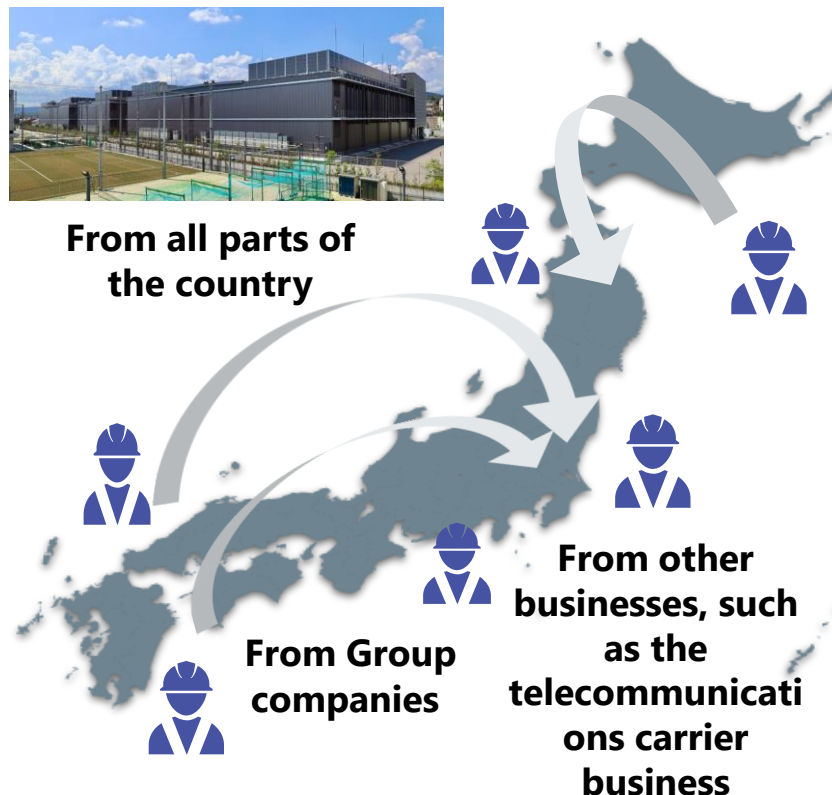 From all parts of
the country
From Group
companies
From other
businesses, such
as the
telecommunicati
ons carrier
business